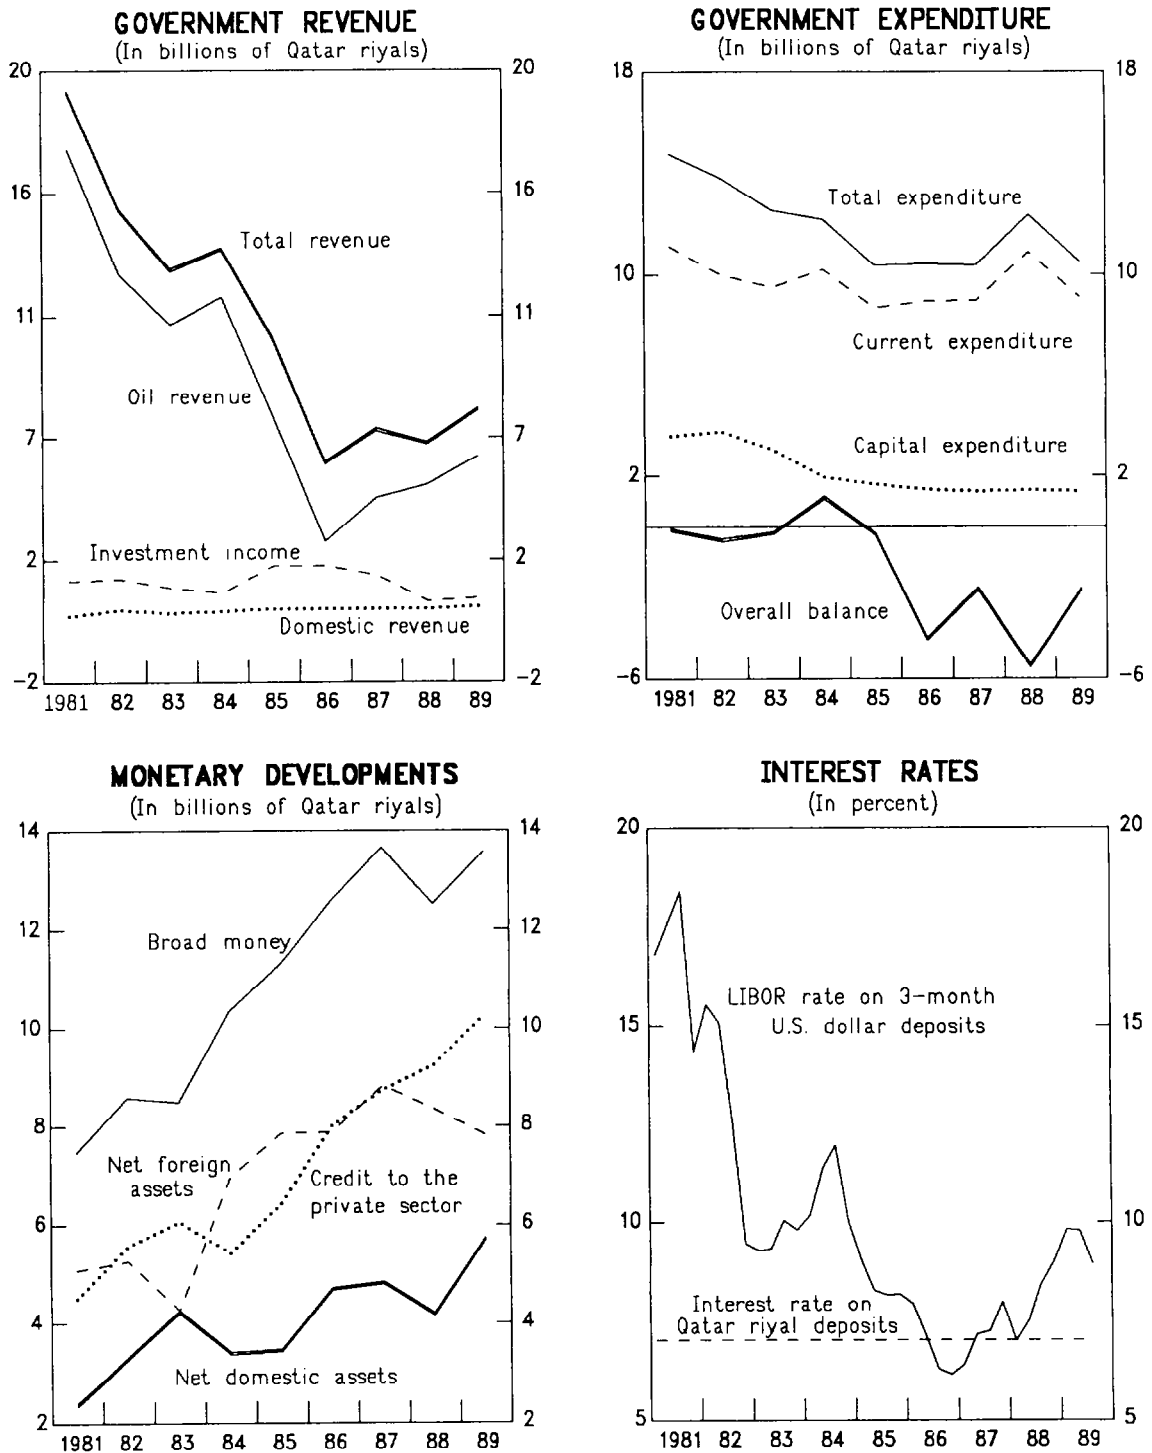 GOVERNMENT REVENUE
(In billions of Qatar riyals)
20 20
16 16
Total revenue
11 11
Oil revenue
7 7
Investment income
2 2
Domestic revenue
-2 -2
1981 82 83 84 85 86 87 88 89
GOVERNMENT EXPENDITURE
(In billions of Qatar riyals)
18 18
Total expenditure
10 10
Current expenditure
Capital expenditure
2 2
Overall balance
-6 -6
1981 82 83 84 85 86 87 88 89
MONETARY DEVELOPMENTS
(In billions of Qatar riyals)
14 14
12 12
Broad money
10 10
8 8
Net foreign
assets
Credit to the
private sector
6 6
4 4
Net domestic assets
2 2
1981 82 83 84 85 86 87 88 89
INTEREST RATES
(In percent)
20 20
LIBOR rate on 3-month
U.S. dollar deposits
15 15
10 10
Interest rate on
Qatar riyal deposits
5 5
1981 82 83 84 85 86 87 88 89